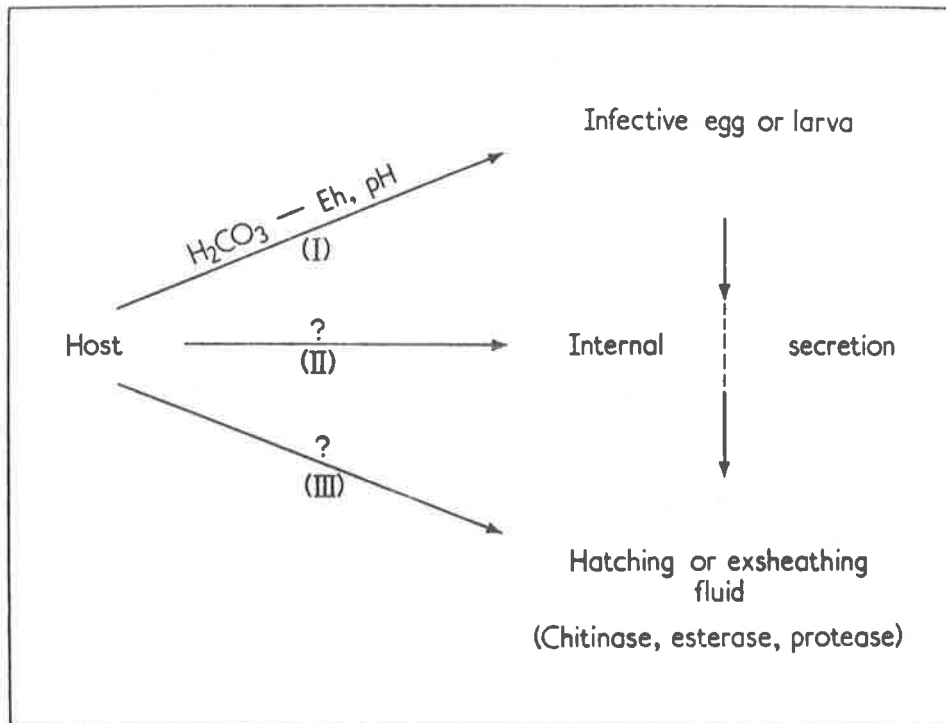 Infective egg or larva
H₂CO₃ — Eh, pH
(I)
Host
?
(II)
Internal secretion
?
(III)
Hatching or exsheathing
fluid
(Chitinase, esterase, protease)